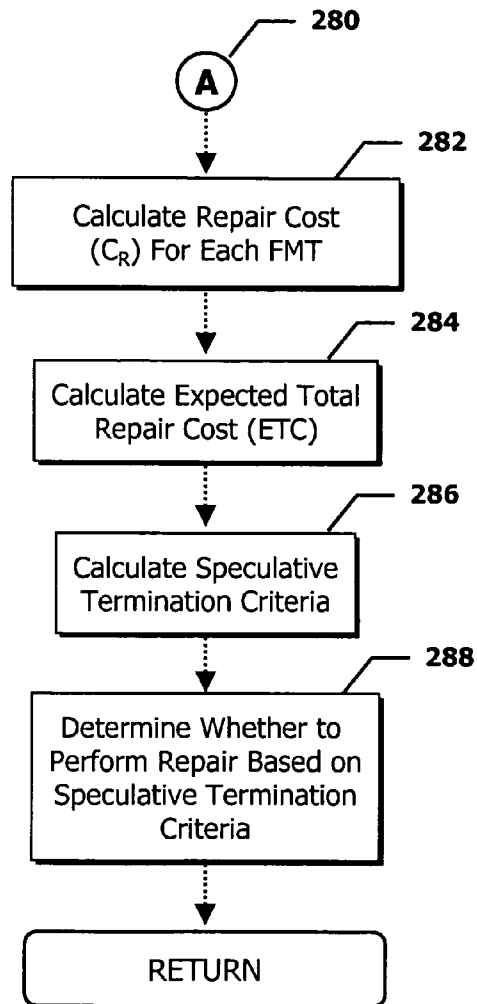 280
A
282
Calculate Repair Cost
(C_R) For Each FMT
284
Calculate Expected Total
Repair Cost (ETC)
286
Calculate Speculative
Termination Criteria
288
Determine Whether to
Perform Repair Based on
Speculative Termination
Criteria
RETURN